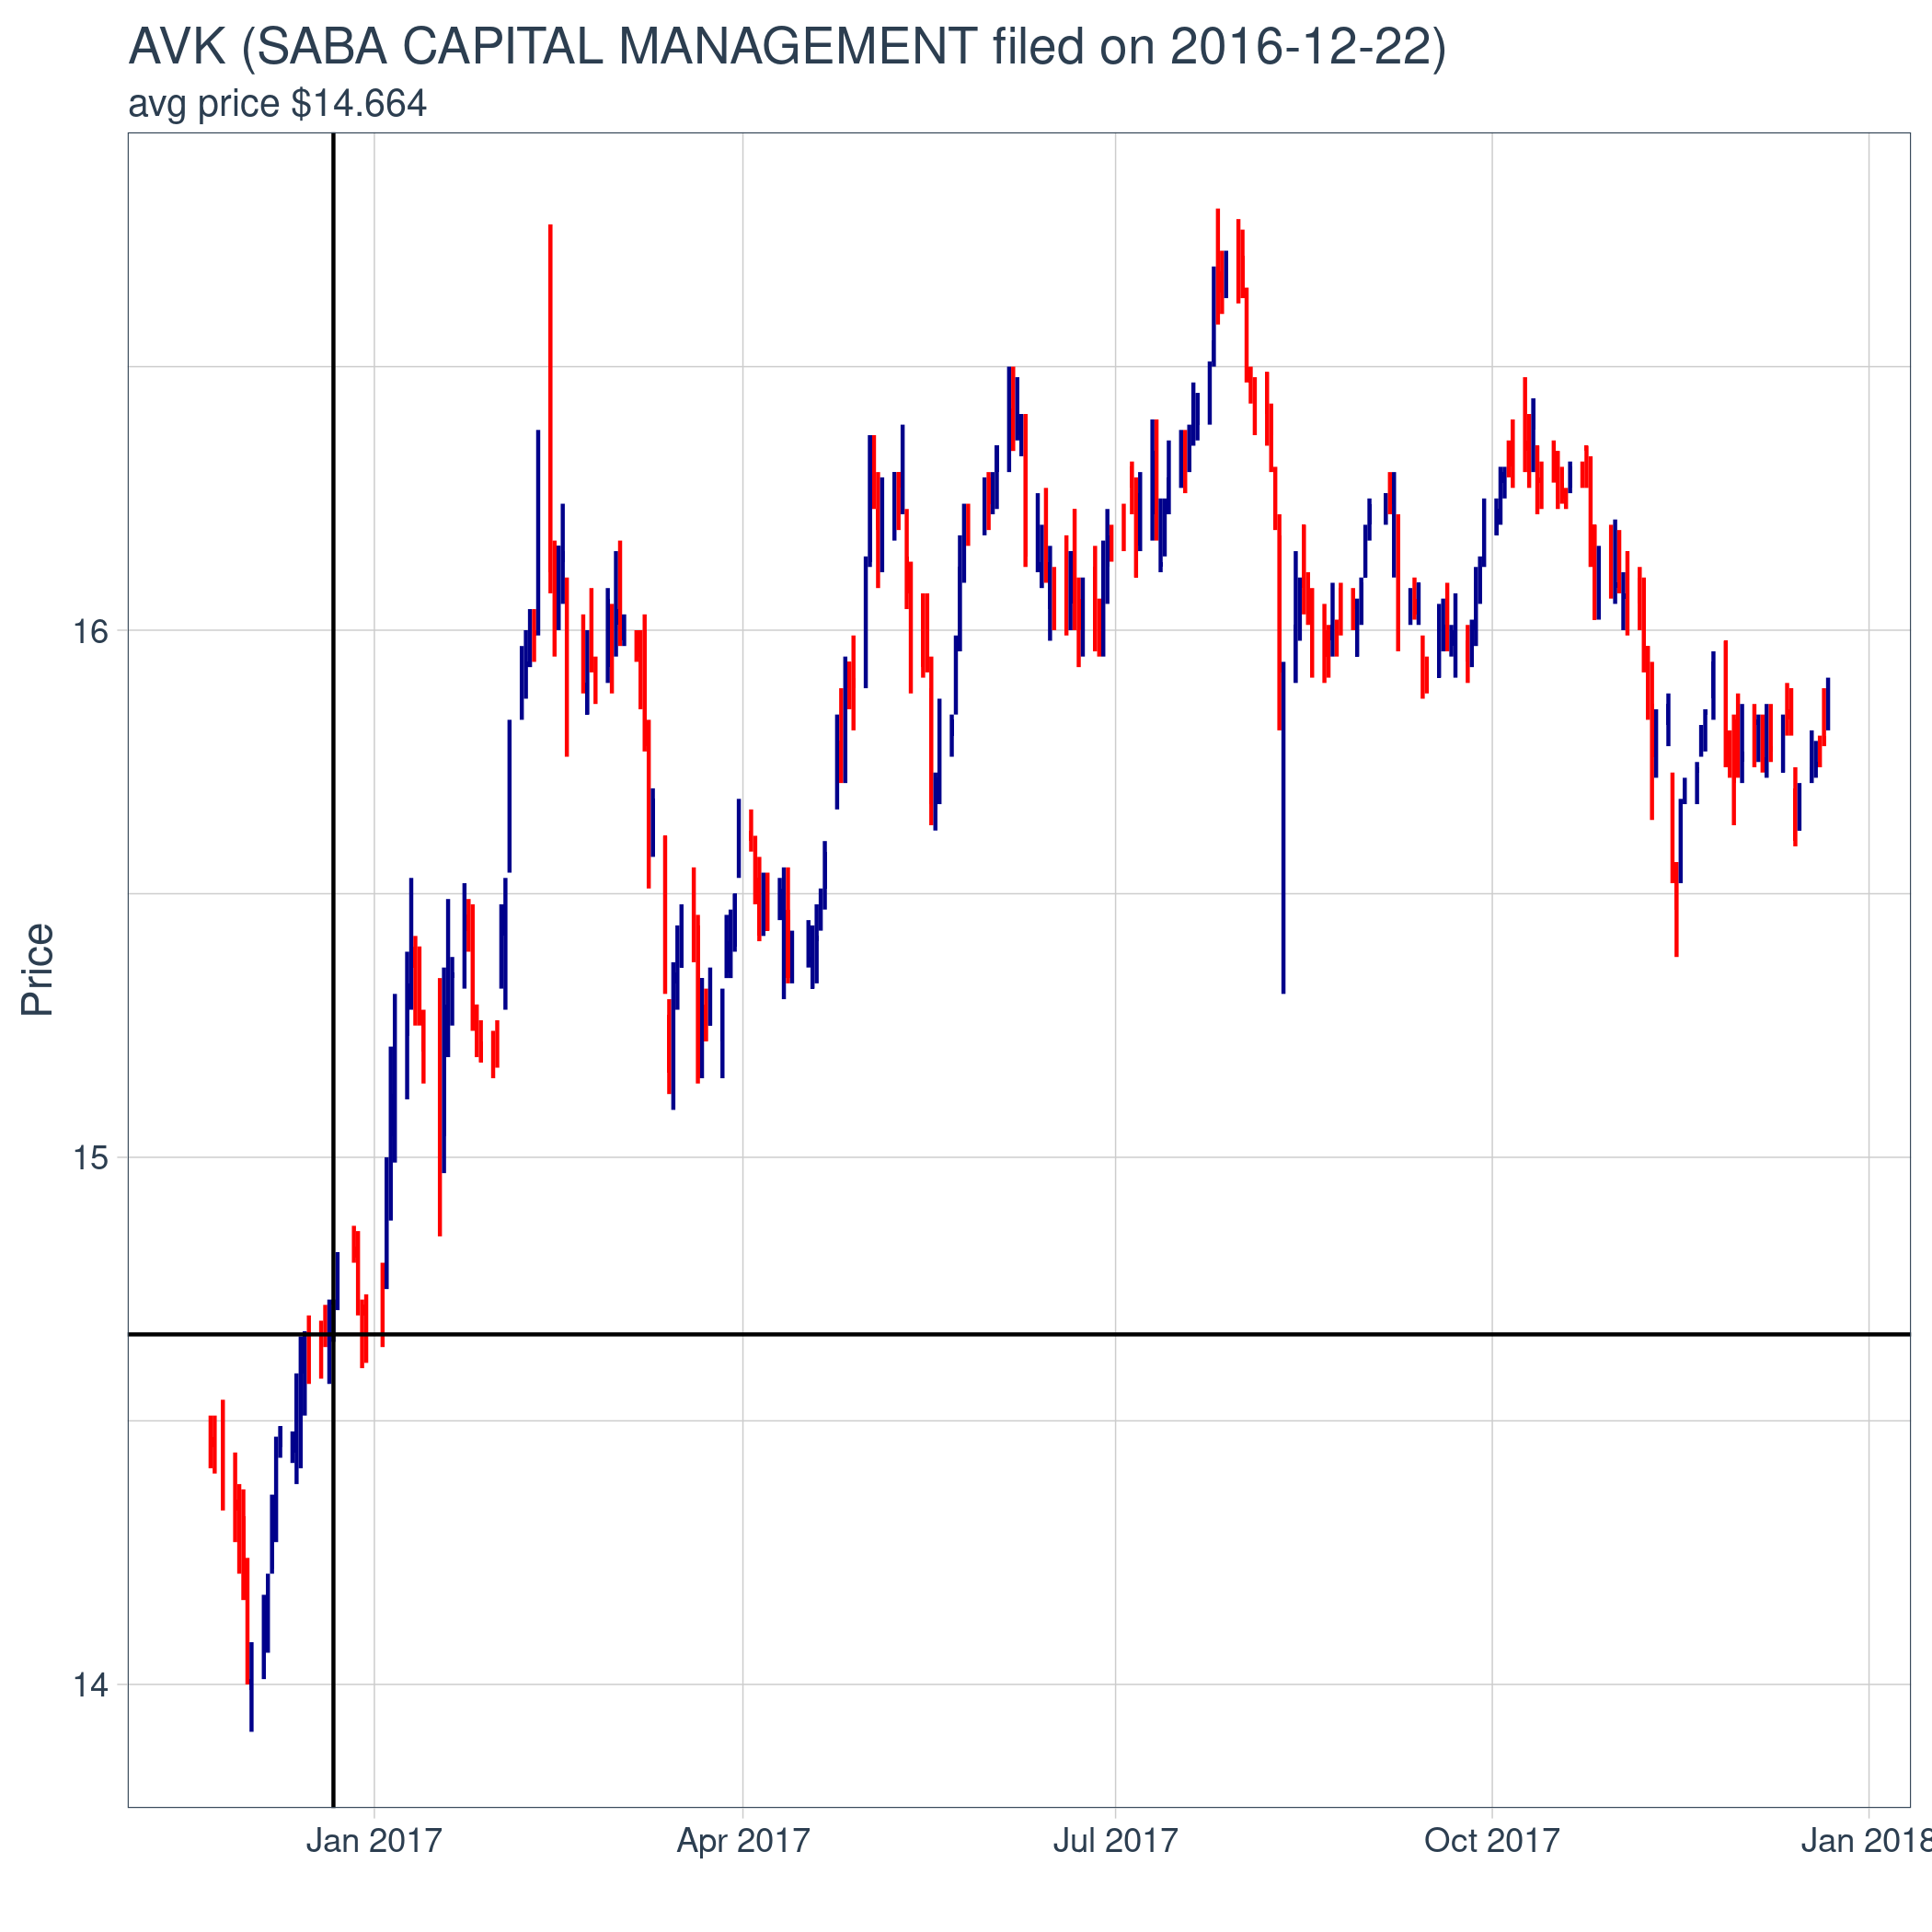 AVK (SABA CAPITAL MANAGEMENT filed on 2016-12-22)
avg price $14.664
Price
16
15
14
Jan 2017
Apr 2017
Jul 2017
Oct 2017
Jan 2018